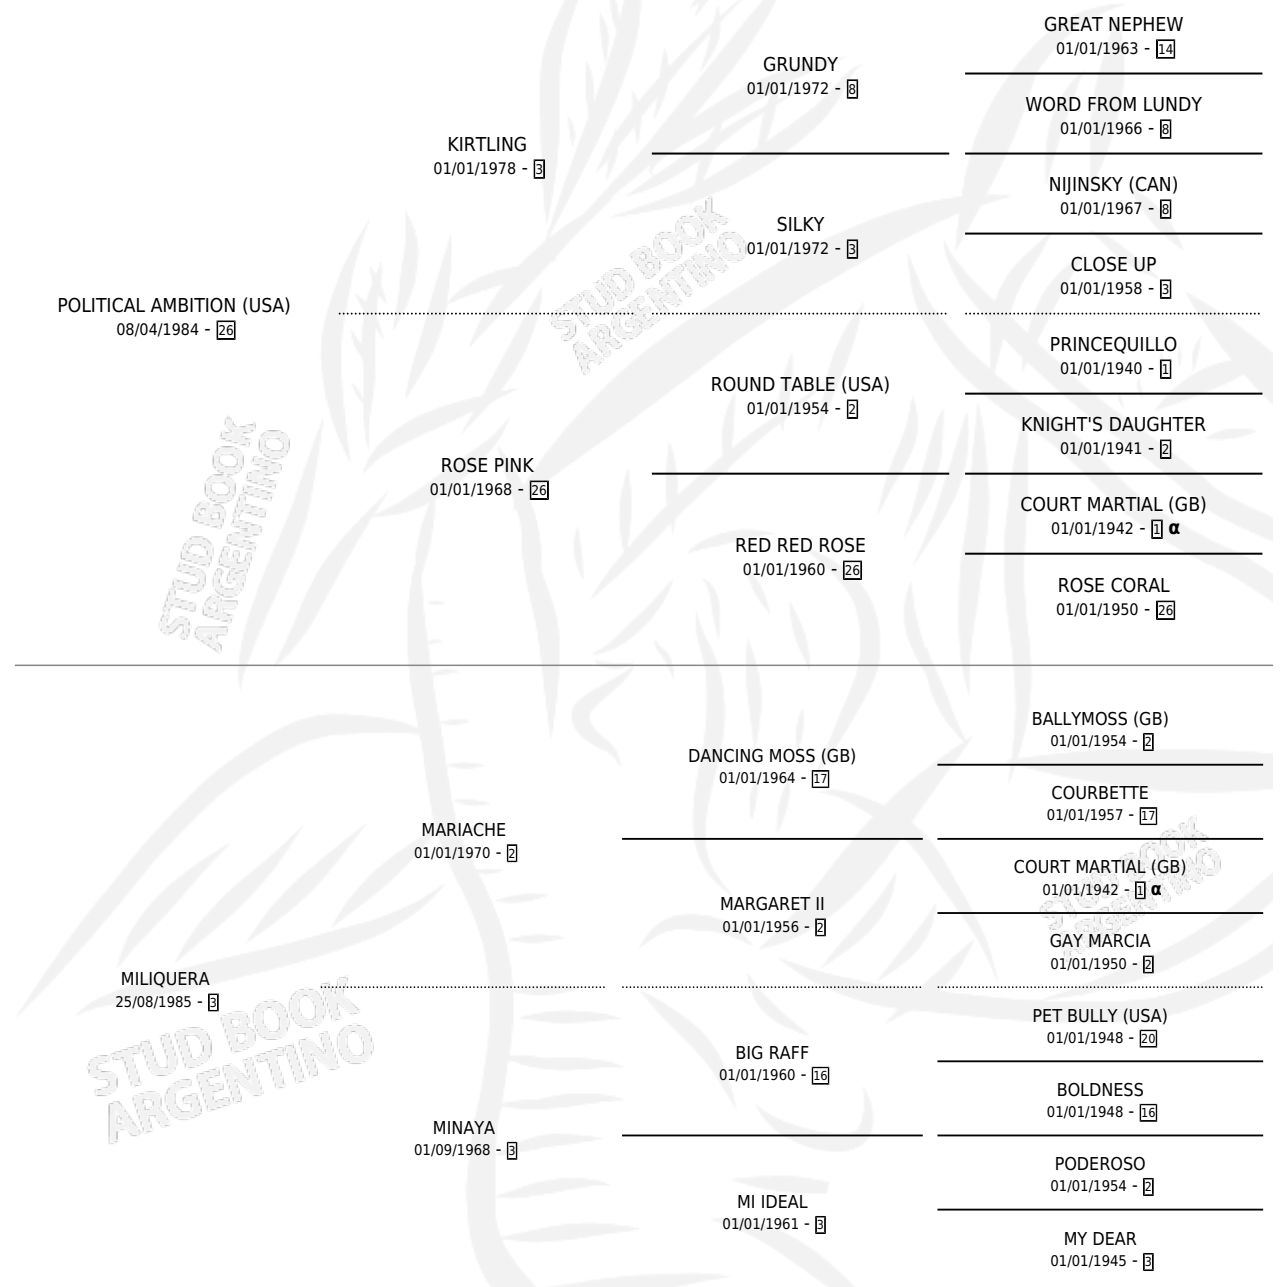 GREAT NEPHEW
01/01/1963 - 14
GRUNDY
01/01/1972 - 8
WORD FROM LUNDY
01/01/1966 - 8
KIRTLING
01/01/1978 - 3
NIJINSKY (CAN)
01/01/1967 - 8
SILKY
01/01/1972 - 3
CLOSE UP
01/01/1958 - 3
POLITICAL AMBITION (USA)
08/04/1984 - 26
PRINCEQUILLO
01/01/1940 - 1
ROUND TABLE (USA)
01/01/1954 - 2
KNIGHT'S DAUGHTER
01/01/1941 - 2
ROSE PINK
01/01/1968 - 26
COURT MARTIAL (GB)
01/01/1942 - 1 α
RED RED ROSE
01/01/1960 - 26
ROSE CORAL
01/01/1950 - 26
BALLYMOSS (GB)
01/01/1954 - 2
DANCING MOSS (GB)
01/01/1964 - 17
COURBETTE
01/01/1957 - 17
MARIACHE
01/01/1970 - 2
COURT MARTIAL (GB)
01/01/1942 - 1 α
MARGARET II
01/01/1956 - 2
GAY MARCIA
01/01/1950 - 2
MILIQUERA
25/08/1985 - 3
PET BULLY (USA)
01/01/1948 - 20
BIG RAFF
01/01/1960 - 16
BOLDNESS
01/01/1948 - 16
MINAYA
01/09/1968 - 3
PODEROSO
01/01/1954 - 2
MI IDEAL
01/01/1961 - 3
MY DEAR
01/01/1945 - 3
STUD BOOK
ARGENTINO
STUD BOOK
ARGENTINO
STUD BOOK
ARGENTINO
STUD BOOK
ARGENTINO